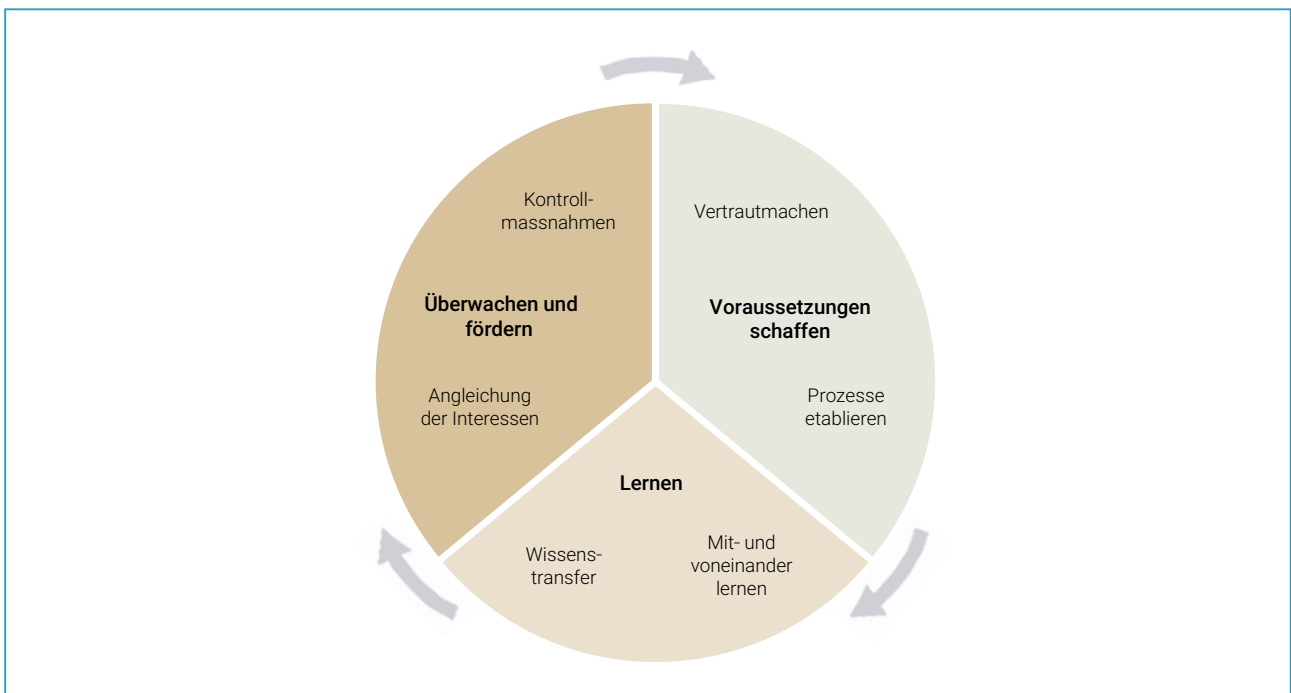 Kontroll-
massnahmen
Überwachen und
fördern
Angleichung
der Interessen
Vertrautmachen
Voraussetzungen
schaffen
Prozesse
etablieren
Lernen
Wissens-
transfer
Mit- und
voneinander
lernen